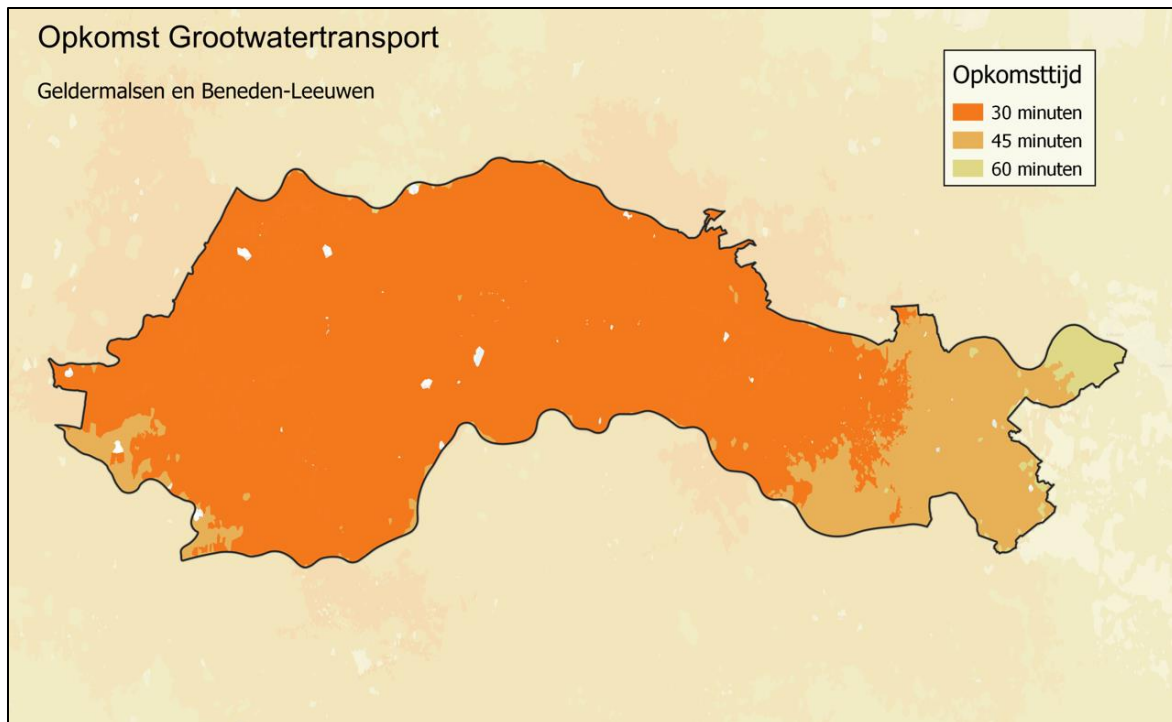 Opkomst Grootwatertransport
Geldermalsen en Beneden-Leeuwen
Opkomsttijd
30 minuten
45 minuten
60 minuten